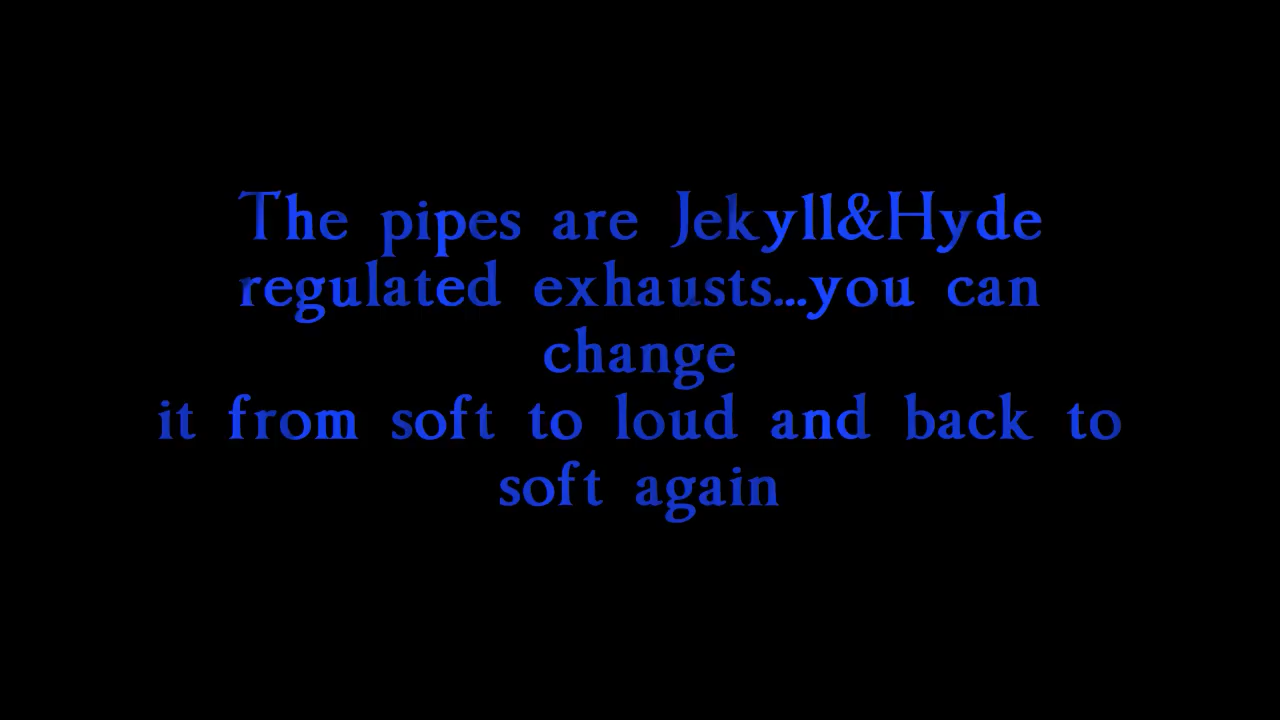 The pipes are Jekyll&Hyde
regulated exhausts...you can
change
it from soft to loud and back to
soft again